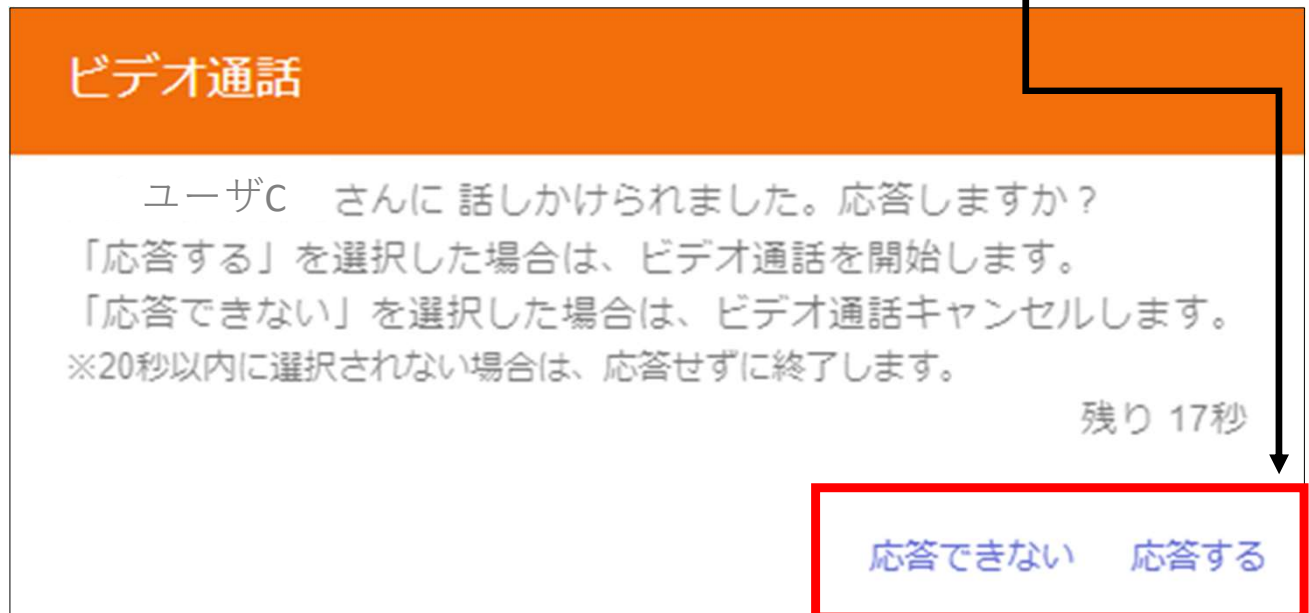 ビデオ通話
ユーザC さんに 話しかけられました。応答しますか？
「応答する」を選択した場合は、ビデオ通話を開始します。
「応答できない」を選択した場合は、ビデオ通話キャンセルします。
※20秒以内に選択されない場合は、応答せずに終了します。
残り 17秒
応答できない 応答する